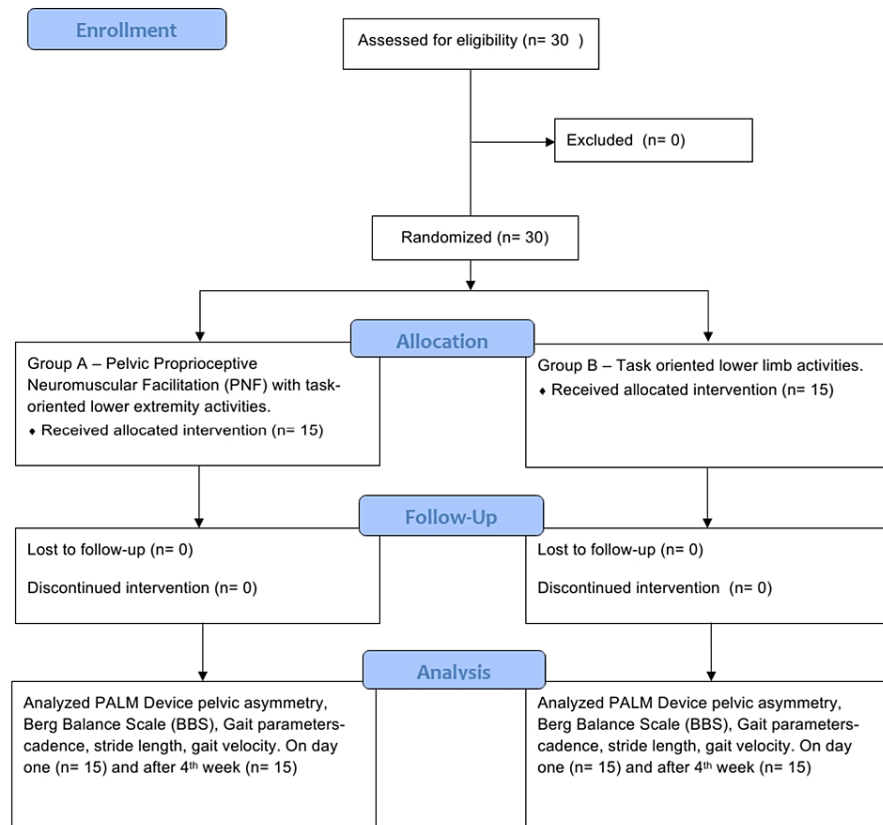 Enrollment
Assessed for eligibility (n= 30 )
Excluded (n= 0)
Randomized (n= 30)
Allocation
Group A – Pelvic Proprioceptive
Neuromuscular Facilitation (PNF) with task-
oriented lower extremity activities.
♦ Received allocated intervention (n= 15)
Group B – Task oriented lower limb activities.
♦ Received allocated intervention (n= 15)
Follow-Up
Lost to follow-up (n= 0)
Discontinued intervention (n= 0)
Lost to follow-up (n= 0)
Discontinued intervention (n= 0)
Analysis
Analyzed PALM Device pelvic asymmetry,
Berg Balance Scale (BBS), Gait parameters-
cadence, stride length, gait velocity. On day
one (n= 15) and after 4th week (n= 15)
Analyzed PALM Device pelvic asymmetry,
Berg Balance Scale (BBS), Gait parameters-
cadence, stride length, gait velocity. On day
one (n= 15) and after 4th week (n= 15)